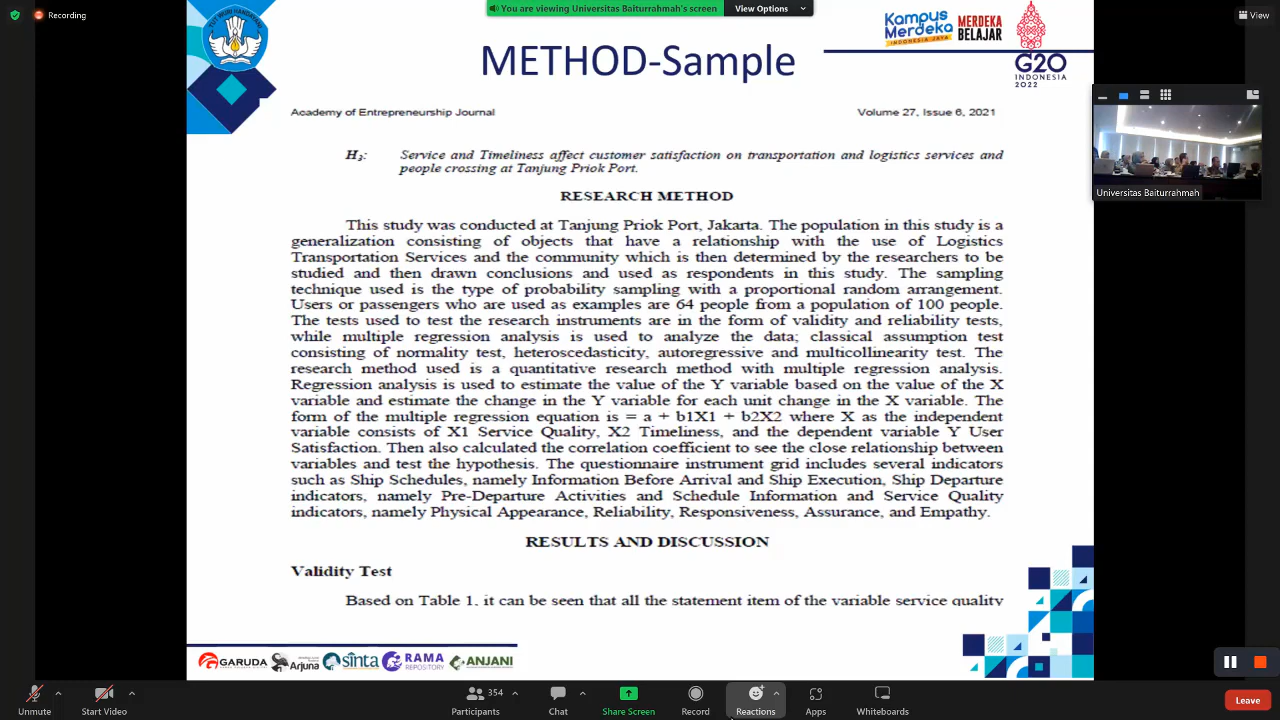 Recording
You are viewing Universitas Baiturrahmah's screen
View Options
View
TUT WURI HANDAYANI
Kampus
Merdeka
INDONESIA JAYA
MERDEKA
BELAJAR
G20
INDONESIA
2022
METHOD-Sample
Universitas Baiturrahmah
Academy of Entrepreneurship Journal
Volume 27, Issue 6, 2021
H3: Service and Timeliness affect customer satisfaction on transportation and logistics services and
people crossing at Tanjung Priok Port.
RESEARCH METHOD
This study was conducted at Tanjung Priok Port, Jakarta. The population in this study is a
generalization consisting of objects that have a relationship with the use of Logistics
Transportation Services and the community which is then determined by the researchers to be
studied and then drawn conclusions and used as respondents in this study. The sampling
technique used is the type of probability sampling with a proportional random arrangement.
Users or passengers who are used as examples are 64 people from a population of 100 people.
The tests used to test the research instruments are in the form of validity and reliability tests,
while multiple regression analysis is used to analyze the data; classical assumption test
consisting of normality test, heteroscedasticity, autoregressive and multicollinearity test. The
research method used is a quantitative research method with multiple regression analysis.
Regression analysis is used to estimate the value of the Y variable based on the value of the X
variable and estimate the change in the Y variable for each unit change in the X variable. The
form of the multiple regression equation is = a + b1X1 + b2X2 where X as the independent
variable consists of X1 Service Quality, X2 Timeliness, and the dependent variable Y User
Satisfaction. Then also calculated the correlation coefficient to see the close relationship between
variables and test the hypothesis. The questionnaire instrument grid includes several indicators
such as Ship Schedules, namely Information Before Arrival and Ship Execution, Ship Departure
indicators, namely Pre-Departure Activities and Schedule Information and Service Quality
indicators, namely Physical Appearance, Reliability, Responsiveness, Assurance, and Empathy.
RESULTS AND DISCUSSION
Validity Test
Based on Table 1, it can be seen that all the statement item of the variable service quality
GARUDA
Arjuna
sinta
RAMA
REPOSITORY
ANJANI
Unmute
Start Video
354
Participants
Chat
Share Screen
Record
Reactions
Apps
Whiteboards
Leave